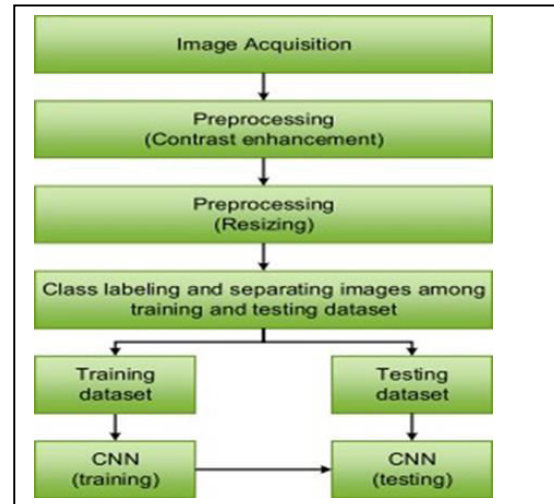 Image Acquisition
Preprocessing
(Contrast enhancement)
Preprocessing
(Resizing)
Class labeling and separating images among
training and testing dataset
Training
dataset
Testing
dataset
CNN
(training)
CNN
(testing)